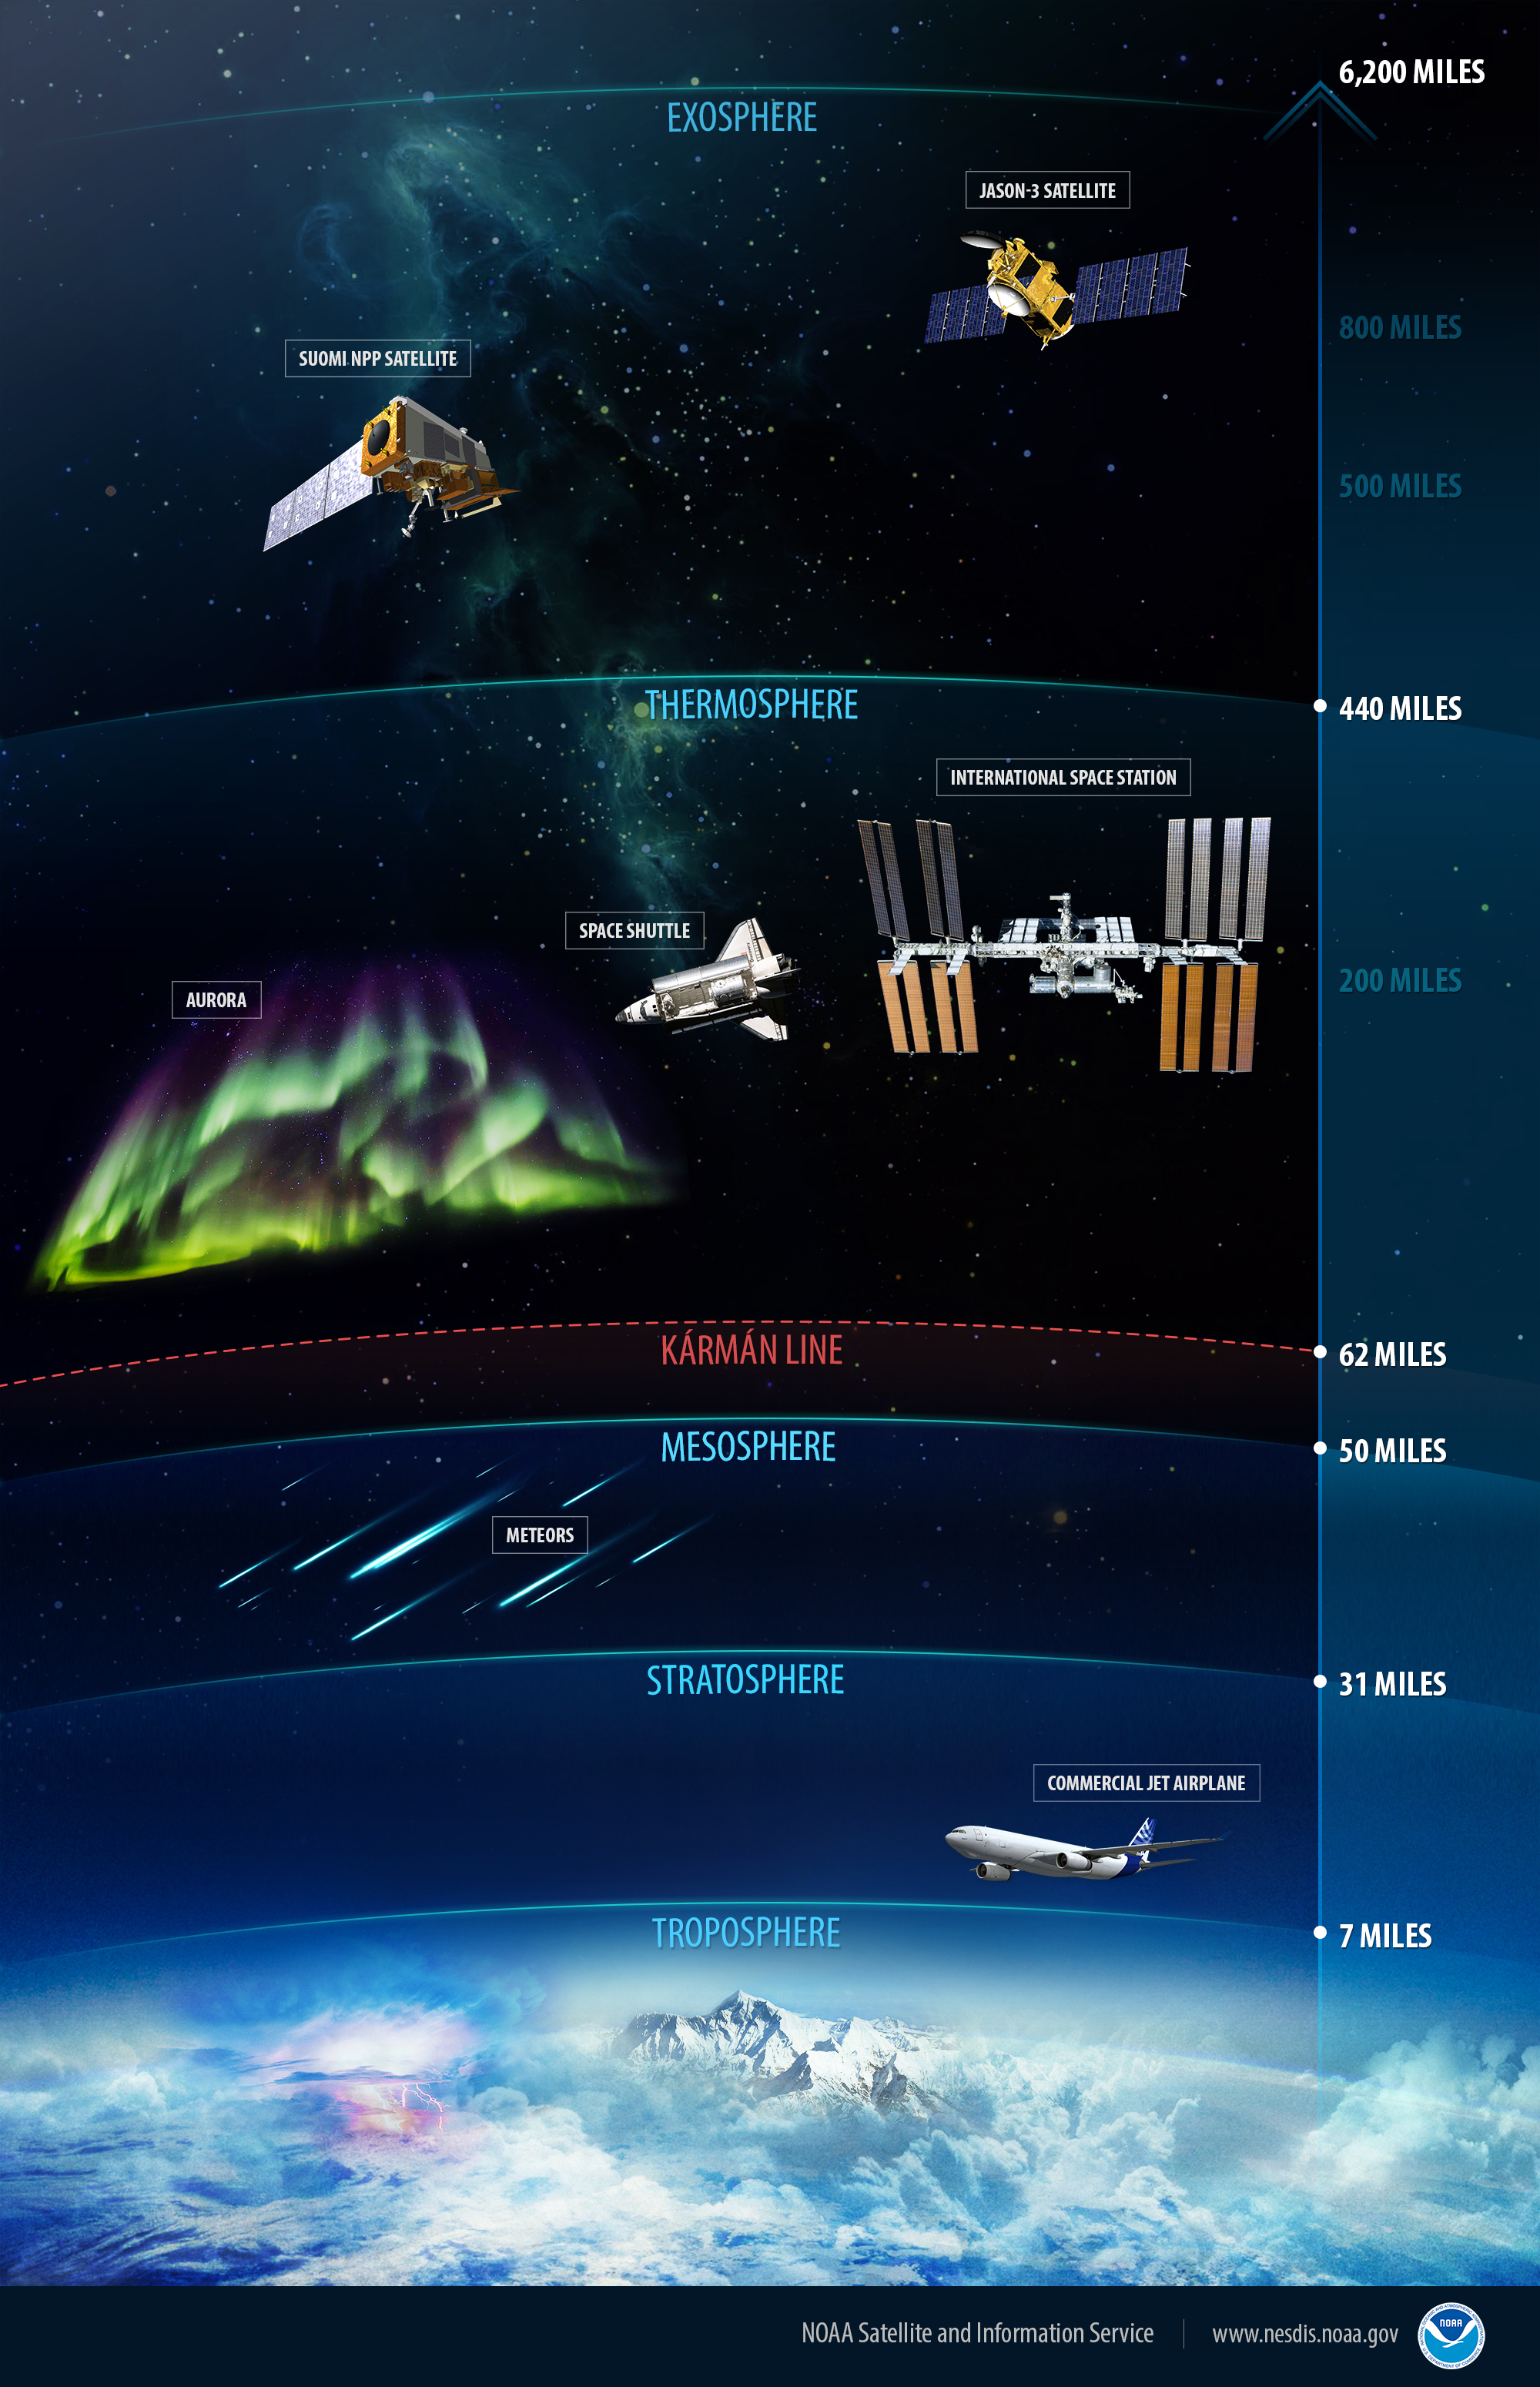 6,200 MILES
EXOSPHERE
JASON-3 SATELLITE
800 MILES
SUOMI NPP SATELLITE
500 MILES
THERMOSPHERE
440 MILES
INTERNATIONAL SPACE STATION
SPACE SHUTTLE
200 MILES
AURORA
KÁRMÁN LINE
62 MILES
MESOSPHERE
50 MILES
METEORS
STRATOSPHERE
31 MILES
COMMERCIAL JET AIRPLANE
TROPOSPHERE
7 MILES
NOAA Satellite and Information Service
www.nesdis.noaa.gov
NOAA